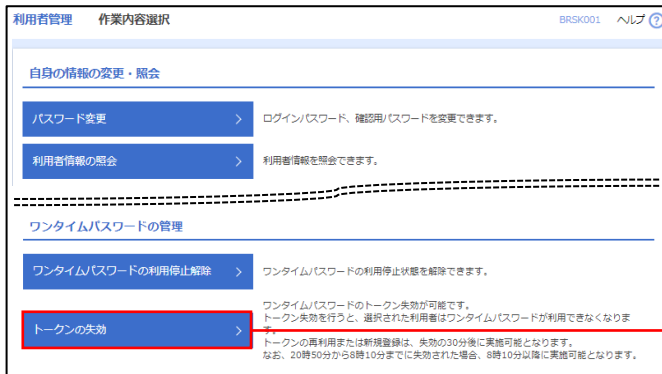 利用者管理 作業内容選択 BRSK001 ヘルプ ?
自身の情報の変更・照会
パスワード変更 > ログインパスワード、確認用パスワードを変更できます。
利用者情報の照会 > 利用者情報を照会できます。
ワンタイムパスワードの管理
ワンタイムパスワードの利用停止解除 > ワンタイムパスワードの利用停止状態を解除できます。
トークンの失効 >
ワンタイムパスワードのトークン失効が可能です。
トークン失効を行うと、選択された利用者はワンタイムパスワードが利用できなくなりま
す。
トークンの再利用または新規登録は、失効の30分後に実施可能となります。
なお、20時50分から8時10分までに失効された場合、8時10分以降に実施可能となります。